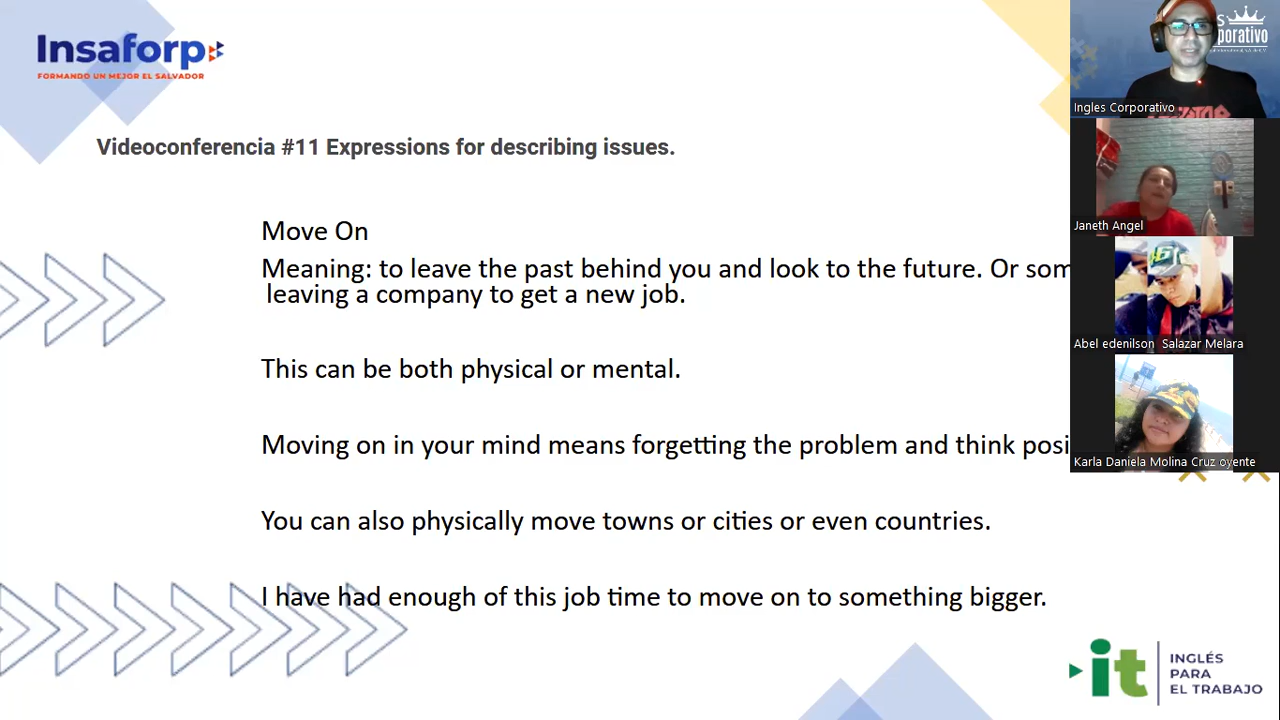 Insaforp
FORMANDO UN MEJOR EL SALVADOR
Videoconferencia #11 Expressions for describing issues.
Move On
Meaning: to leave the past behind you and look to the future. Or
leaving a company to get a new job.
This can be both physical or mental.
Moving on in your mind means forgetting the problem and think
You can also physically move towns or cities or even countries.
I have had enough of this job time to move on to something bigger.
Ingles Corporativo
Janeth Angel
Abel edenilson Salazar Melara
Karla Daniela Molina Cruz oyente
it
INGLÉS
PARA
EL TRABAJO